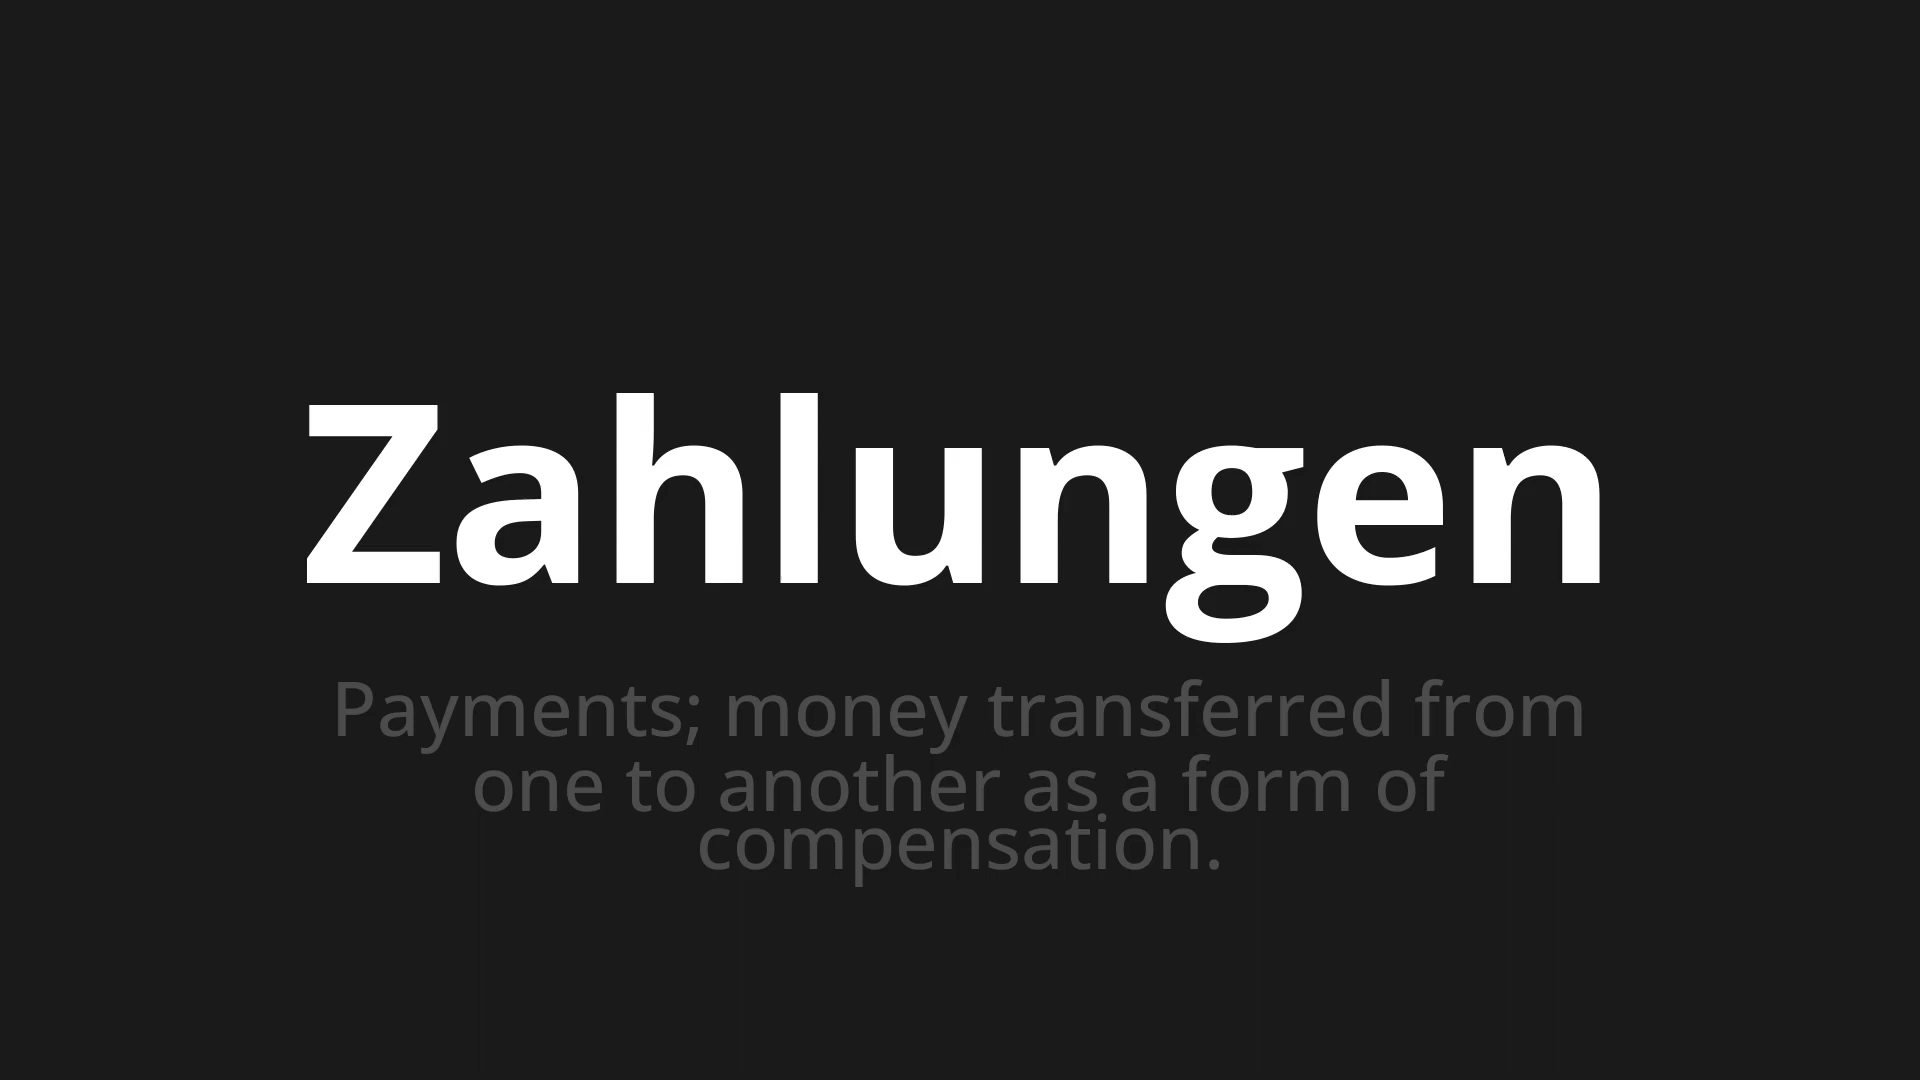 Zahlungen
Payments; money transferred from
one to another as a form of
compensation.